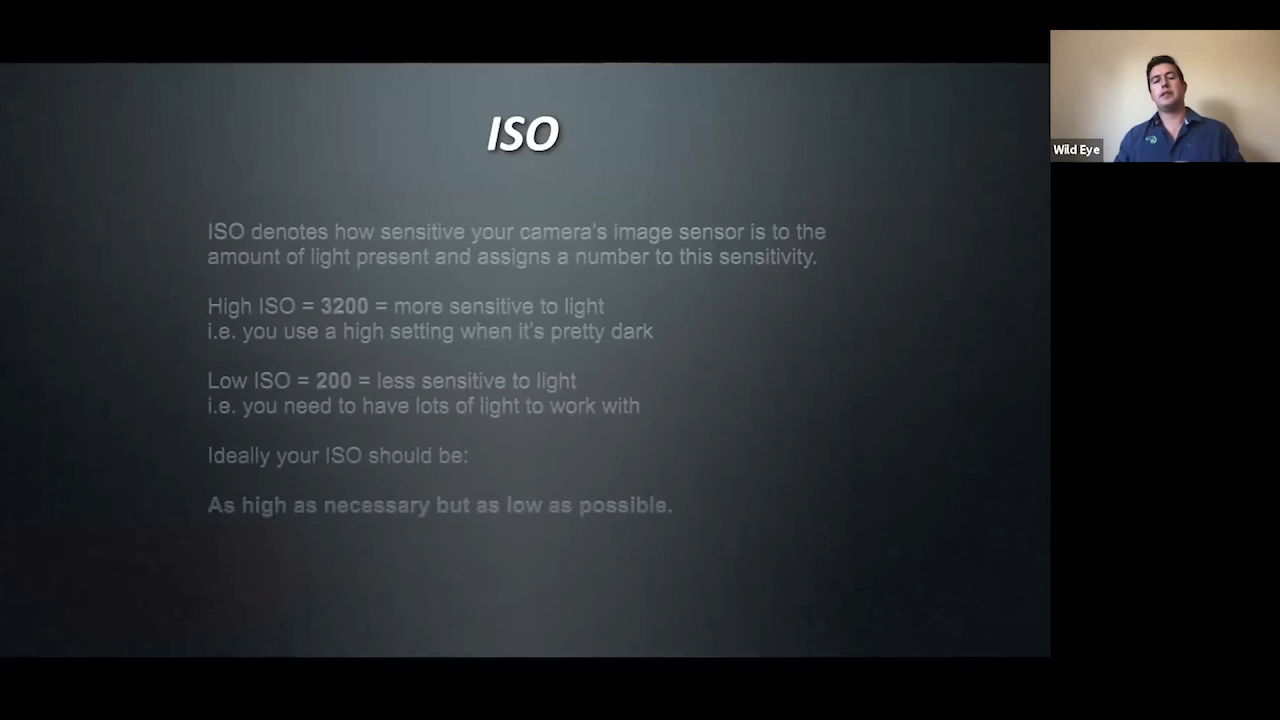 ISO
ISO denotes how sensitive your camera's image sensor is to the
amount of light present and assigns a number to this sensitivity.
High ISO = 3200 = more sensitive to light
i.e. you use a high setting when it's pretty dark
Low ISO = 200 = less sensitive to light
i.e. you need to have lots of light to work with
Ideally your ISO should be:
As high as necessary but as low as possible.
Wild Eye